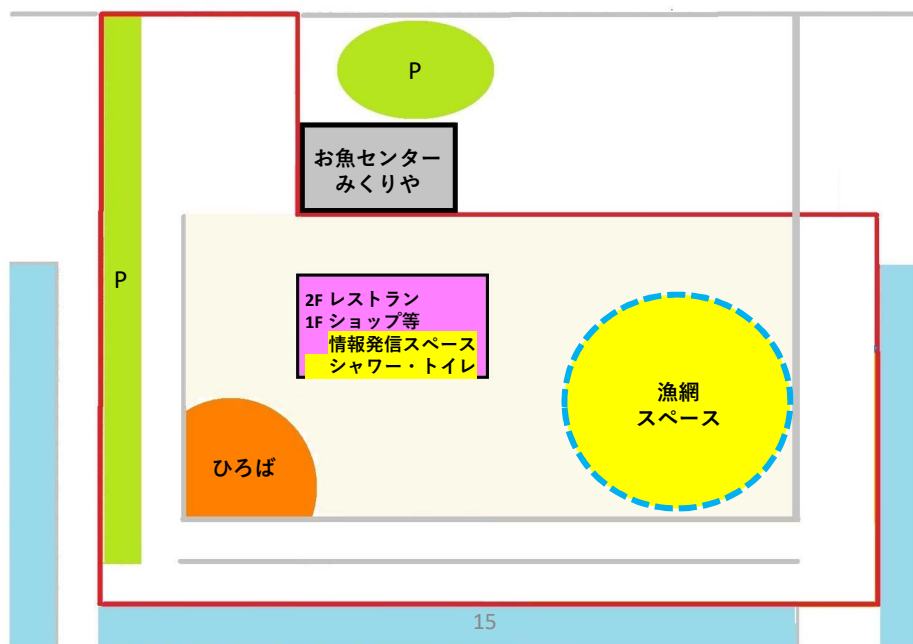 P
お魚センター
みくりや
P
2F レストラン
1F ショップ等
情報発信スペース
シャワー・トイレ
漁網
スペース
ひろば
15